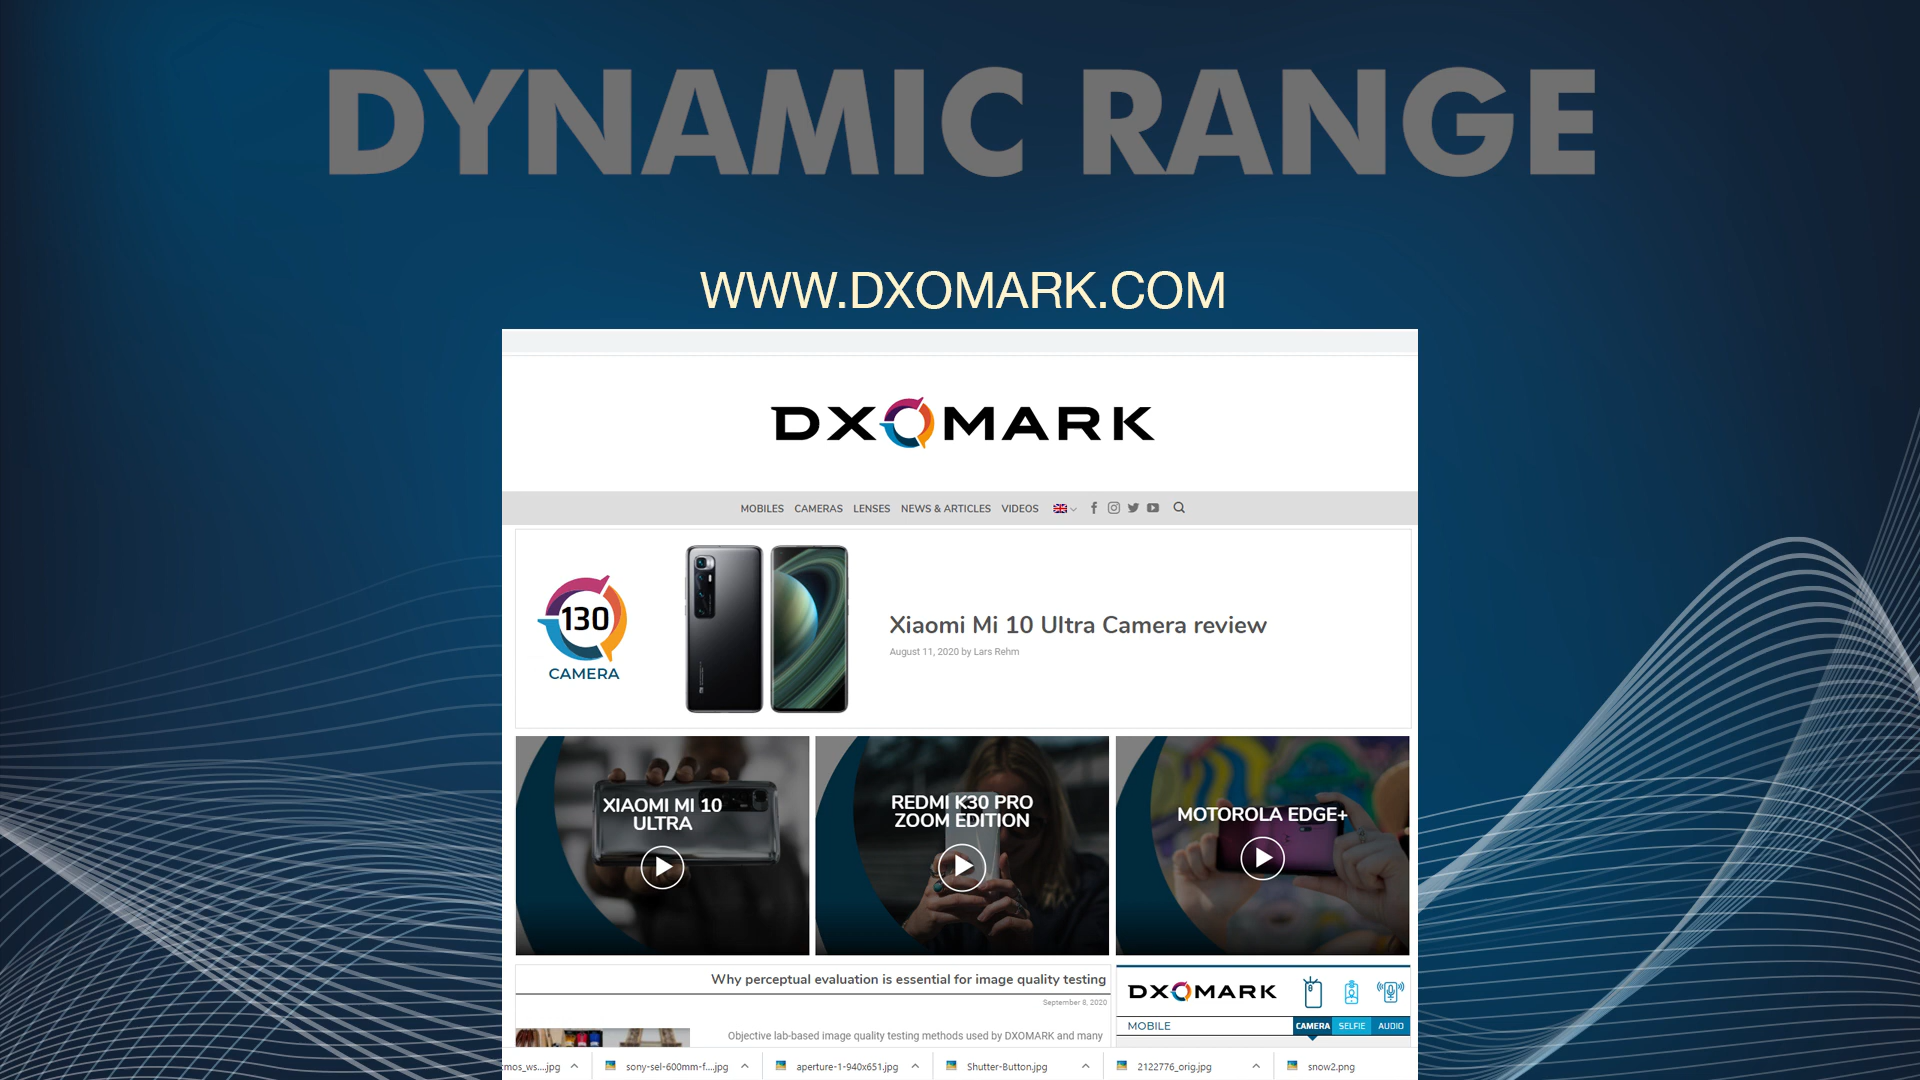 DYNAMIC RANGE
WWW.DXOMARK.COM
DXOMARK
MOBILES CAMERAS LENSES NEWS & ARTICLES VIDEOS
130
CAMERA
Xiaomi Mi 10 Ultra Camera review
August 11, 2020 by Lars Rehm
XIAOMI MI 10
ULTRA
REDMI K30 PRO
ZOOM EDITION
MOTOROLA EDGE+
Why perceptual evaluation is essential for image quality testing
September 8, 2020
Objective lab-based image quality testing methods used by DXOMARK and many
DXOMARK
MOBILE CAMERA SELFIE AUDIO
mos_ws....jpg sony-sel-600mm-f....jpg aperture-1-940x651.jpg Shutter-Button.jpg 2122776_orig.jpg snow2.png